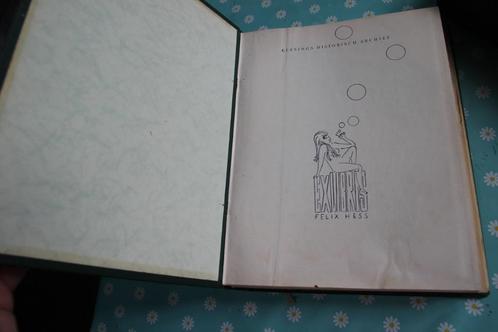 KEESINGS HISTORISCH ARCHIEF
EXLIBRIS
FELIX HESS